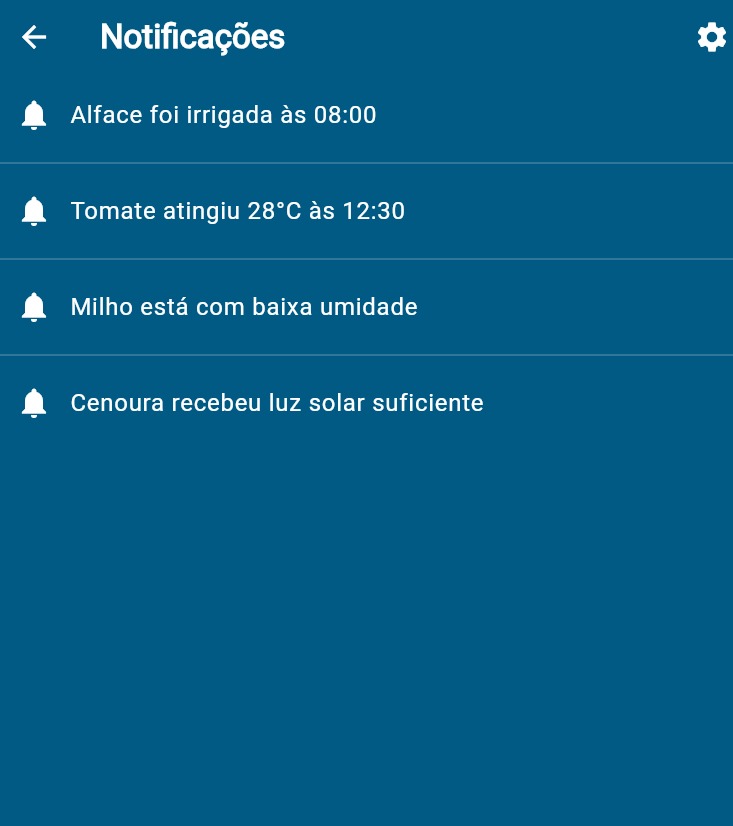 Notificações
Alface foi irrigada às 08:00
Tomate atingiu 28°C às 12:30
Milho está com baixa umidade
Cenoura recebeu luz solar suficiente